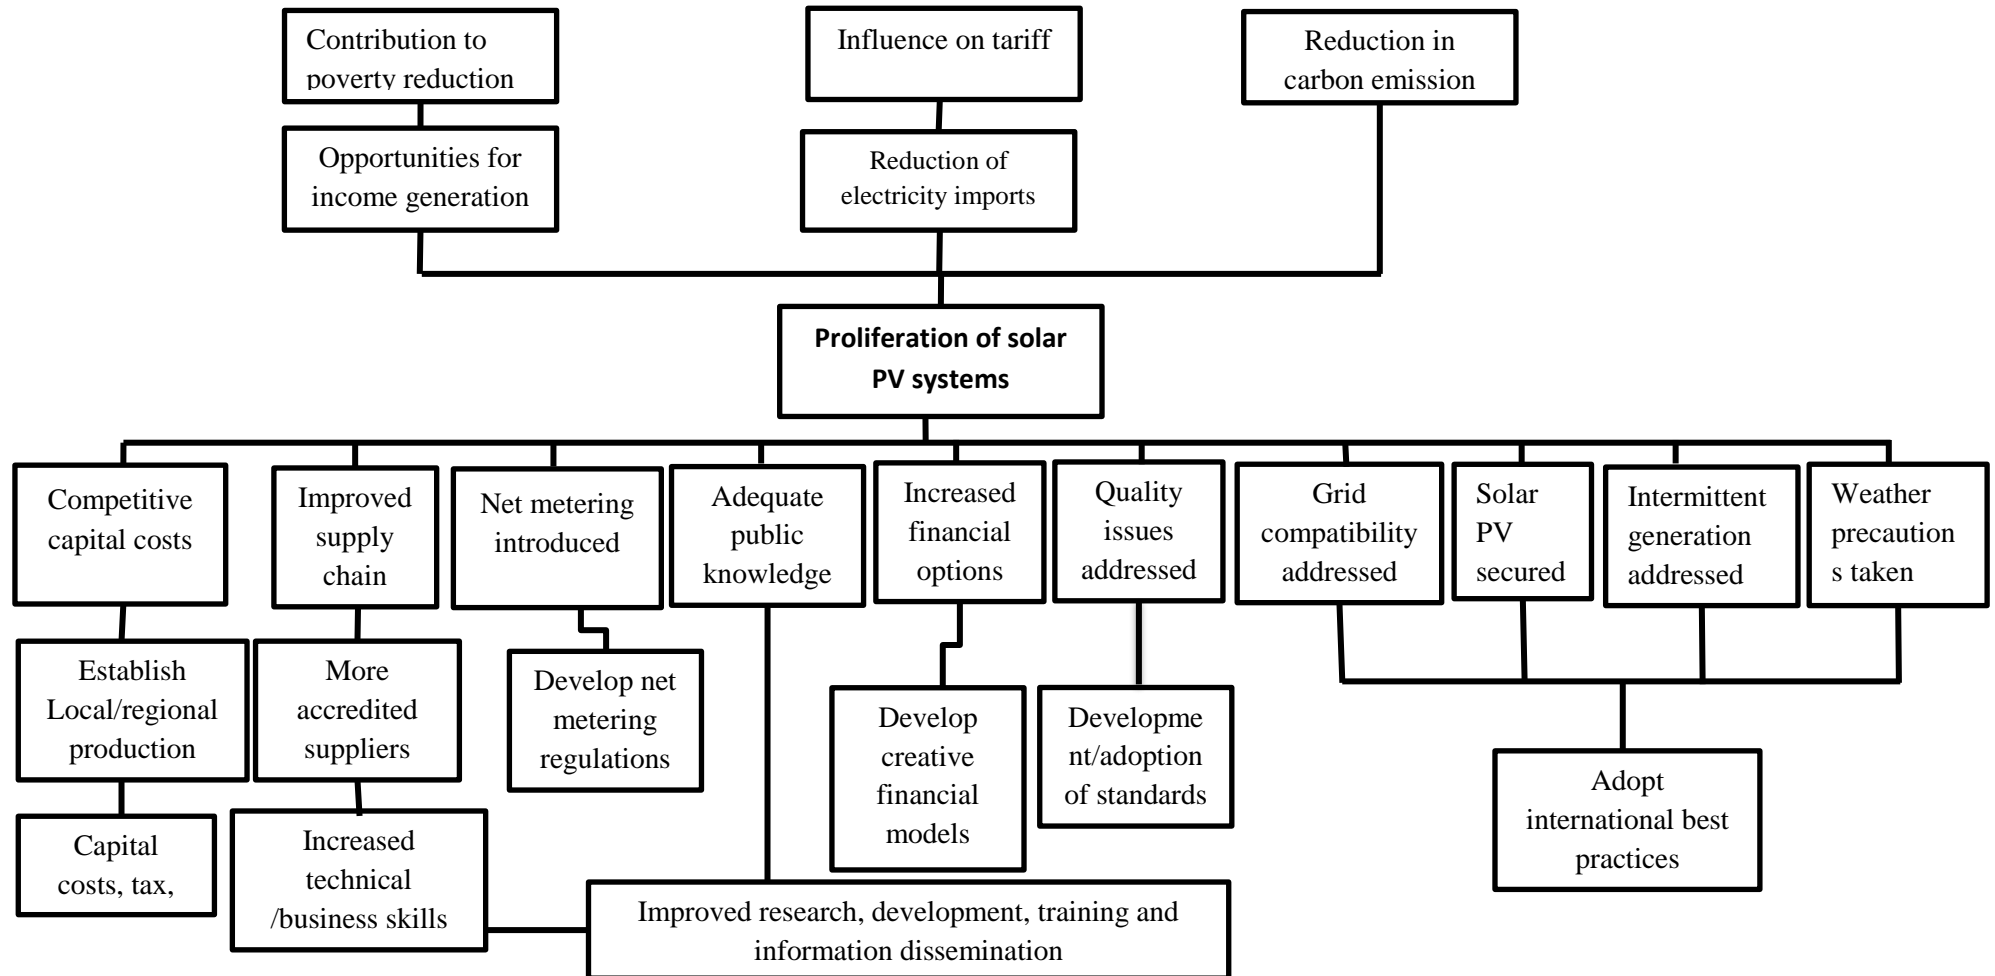 Contribution to
poverty reduction
Influence on tariff
Reduction in
carbon emission
Opportunities for
income generation
Reduction of
electricity imports
Proliferation of solar
PV systems
Competitive
capital costs
Improved
supply
chain
Net metering
introduced
Adequate
public
knowledge
Increased
financial
options
Quality
issues
addressed
Grid
compatibility
addressed
Solar
PV
secured
Intermittent
generation
addressed
Weather
precaution
s taken
Establish
Local/regional
production
More
accredited
suppliers
Develop net
metering
regulations
Develop
creative
financial
models
Developme
nt/adoption
of standards
Adopt
international best
practices
Capital
costs, tax,
Increased
technical
/business skills
Improved research, development, training and
information dissemination